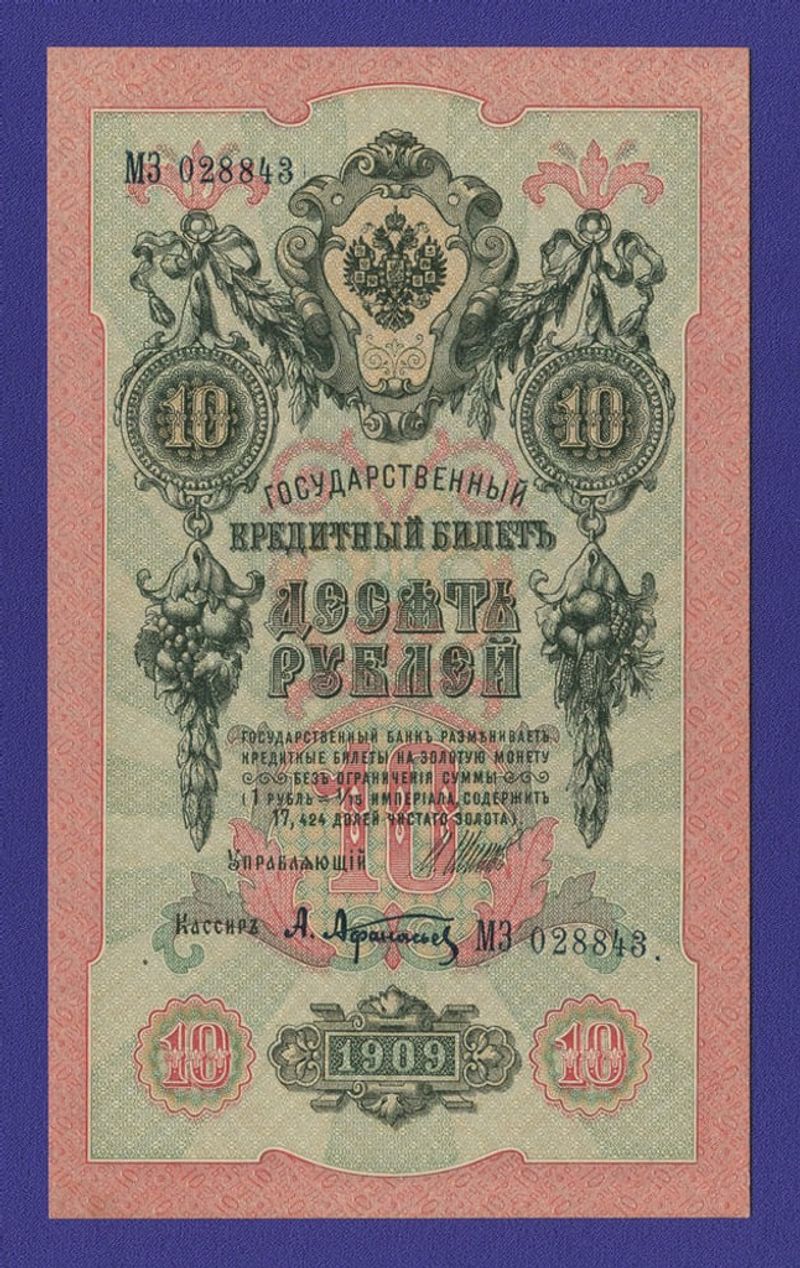 МЗ 028843
10 10
ГОСУДАРСТВЕННЫЙ
КРЕДИТНЫЙ БИЛЕТЪ
ДЕСЯТЬ
РУБЛЕЙ
ГОСУДАРСТВЕННЫЙ БАНКЪ РАЗМѢНИВАЕТЪ
КРЕДИТНЫЕ БИЛЕТЫ НА ЗОЛОТУЮ МОНЕТУ
БЕЗЪ ОГРАНИЧЕНІЯ СУММЫ
(1 РУБЛЬ = 1/15 ИМПЕРІАЛА, СОДЕРЖИТЪ
17,424 ДОЛЕЙ ЧИСТАГО ЗОЛОТА).
10
Управляющій
Кассиръ А. Афанасьев МЗ 028843.
10 1909 10